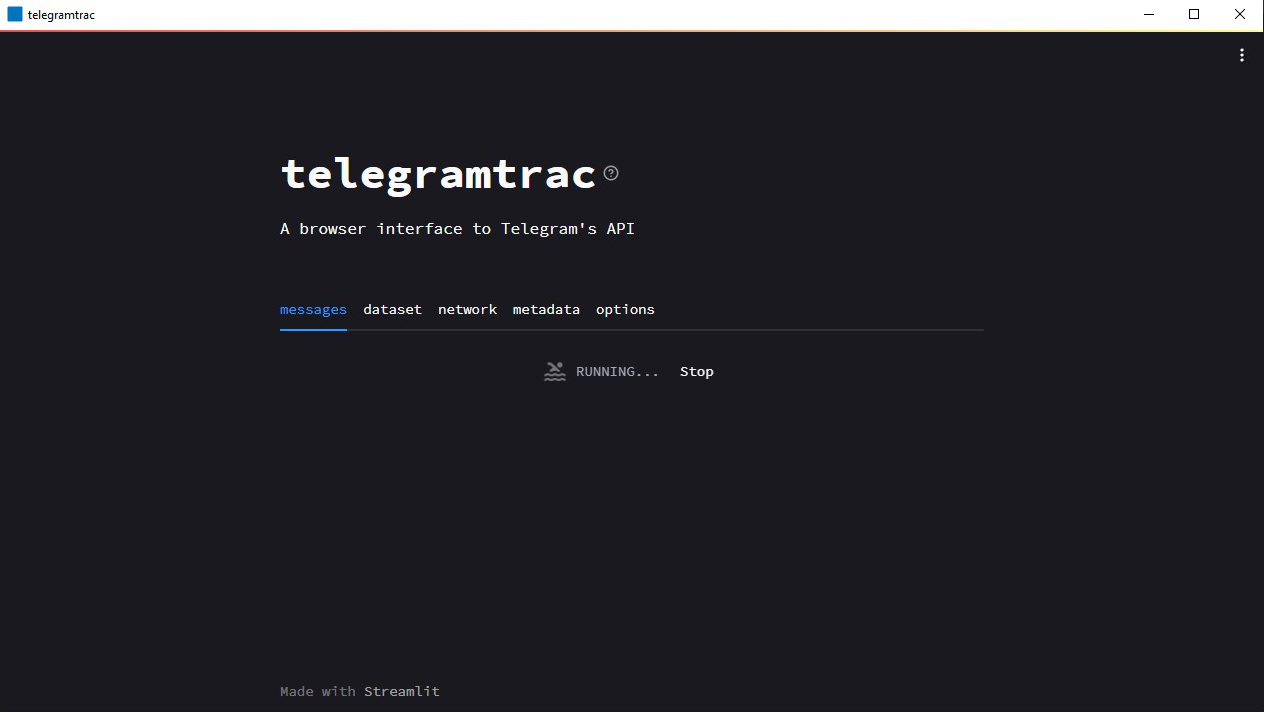 telegramtrac
telegramtrac
A browser interface to Telegram's API
messages dataset network metadata options
RUNNING... Stop
Made with Streamlit